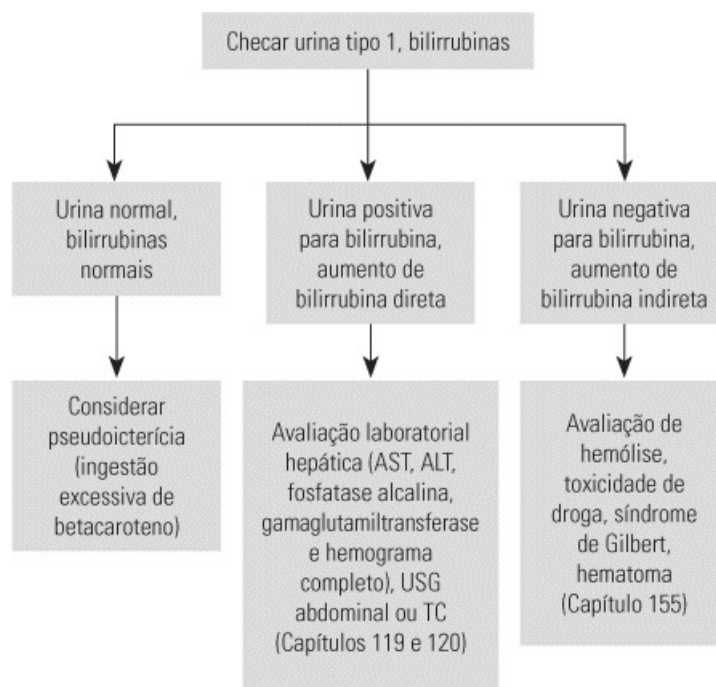 Checar urina tipo 1, bilirrubinas
Urina normal,
bilirrubinas
normais
Urina positiva
para bilirrubina,
aumento de
bilirrubina direta
Urina negativa
para bilirrubina,
aumento de
bilirrubina indireta
Considerar
pseudoicterícia
(ingestão
excessiva de
betacaroteno)
Avaliação laboratorial
hepática (AST, ALT,
fosfatase alcalina,
gamaglutamiltransferase
e hemograma
completo), USG
abdominal ou TC
(Capítulos 119 e 120)
Avaliação de
hemólise,
toxicidade de
droga, síndrome
de Gilbert,
hematoma
(Capítulo 155)